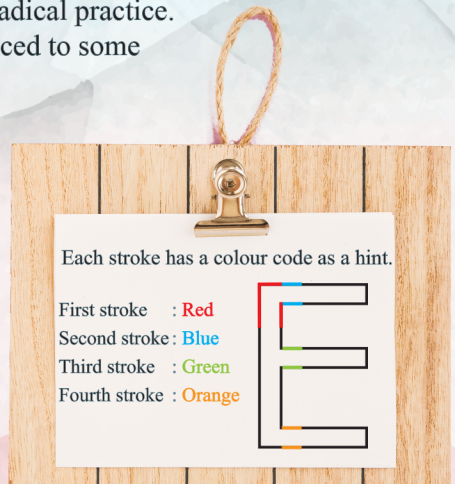 adical practice.
ced to some
Each stroke has a colour code as a hint.
First stroke : Red
Second stroke : Blue
Third stroke : Green
Fourth stroke : Orange
E